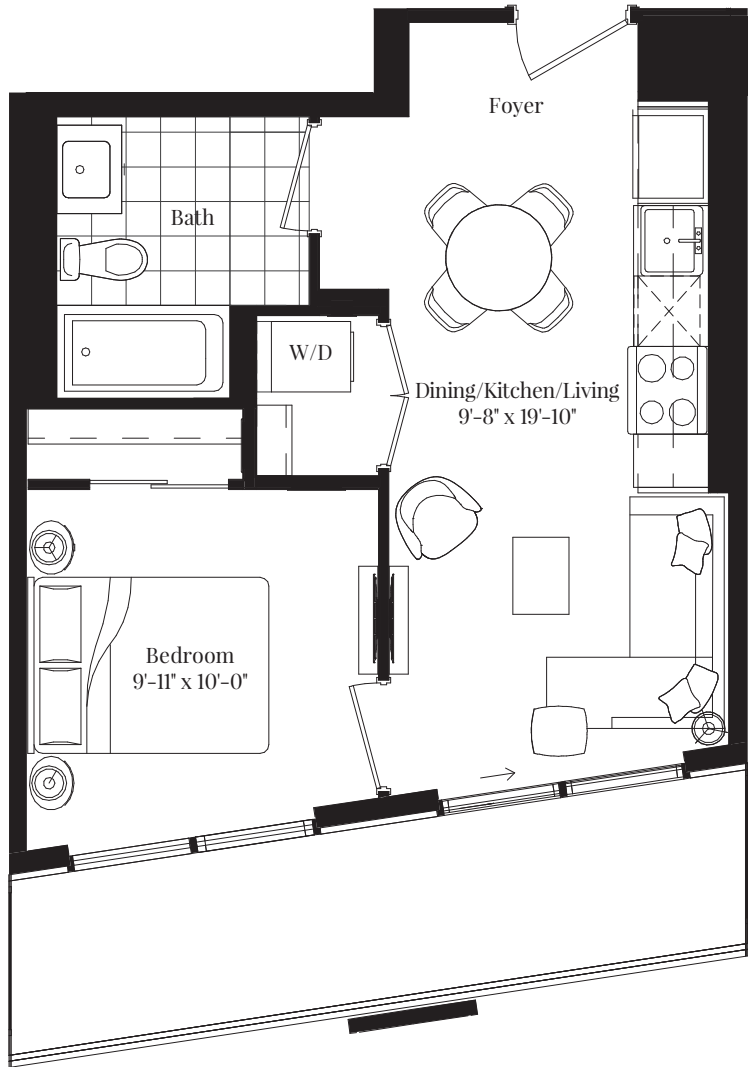 Foyer
Bath
W/D
Dining/Kitchen/Living
9'-8" x 19'-10"
Bedroom
9'-11" x 10'-0"